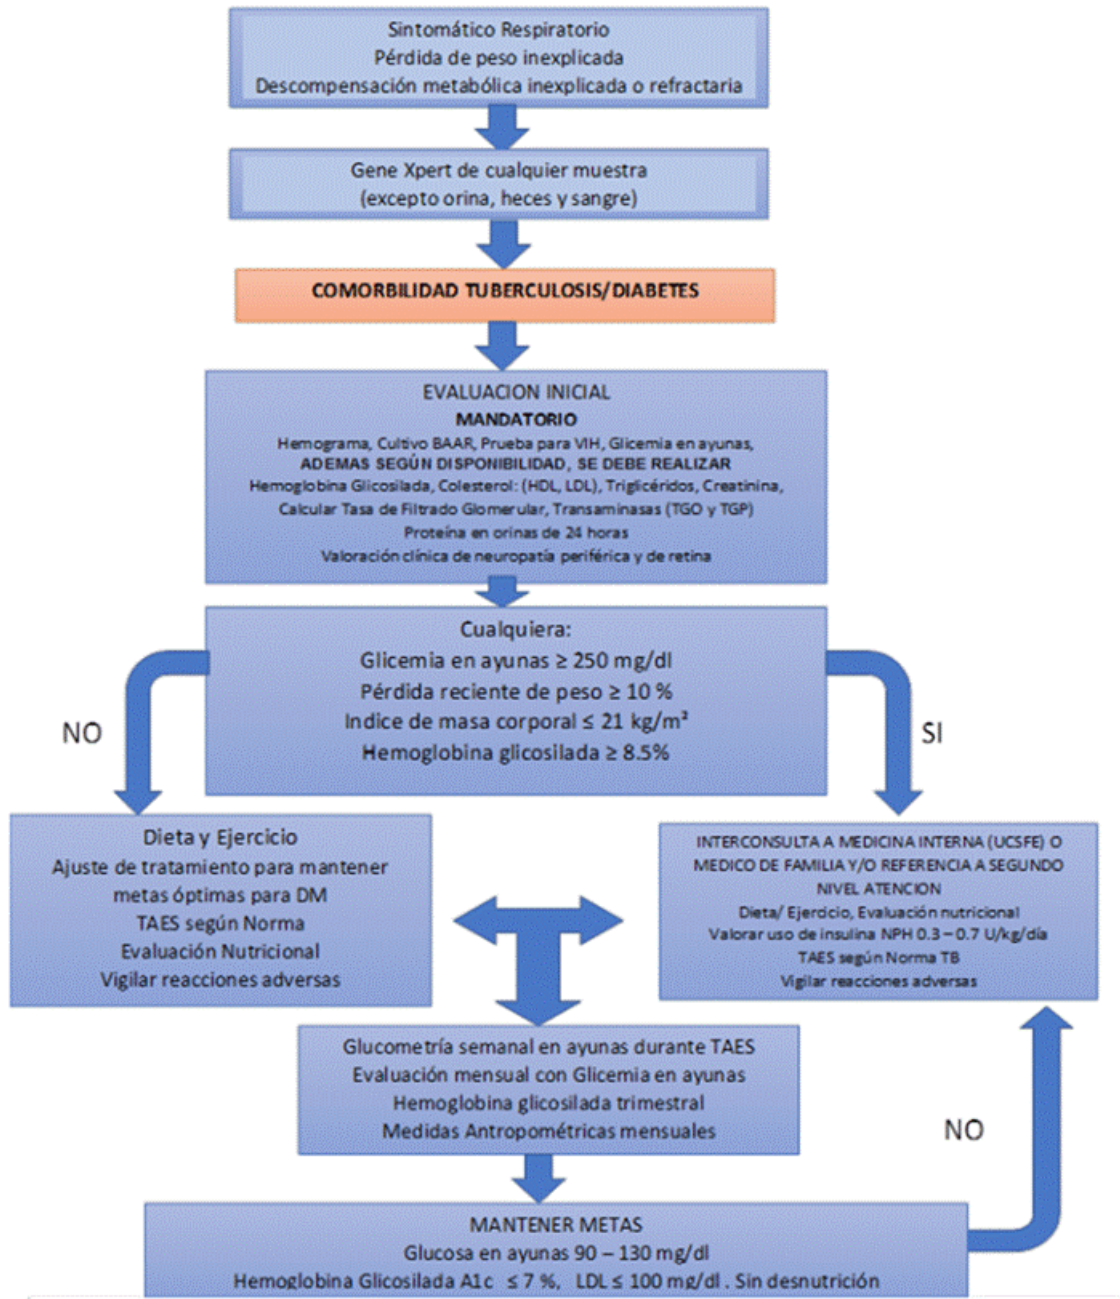 Sintomático Respiratorio
Pérdida de peso inexplicada
Descompensación metabólica inexplicada o refractaria
Gene Xpert de cualquier muestra
(excepto orina, heces y sangre)
COMORBILIDAD TUBERCULOSIS/DIABETES
EVALUACION INICIAL
MANDATORIO
Hemograma, Cultivo BAAR, Prueba para VIH, Glicemia en ayunas,
ADEMAS SEGÚN DISPONIBILIDAD, SE DEBE REALIZAR
Hemoglobina Glicosilada, Colesterol: (HDL, LDL), Triglicéridos, Creatinina,
Calcular Tasa de Filtrado Glomerular, Transaminasas (TGO y TGP)
Proteína en orinas de 24 horas
Valoración clínica de neuropatía periférica y de retina
Cualquiera:
Glicemia en ayunas ≥ 250 mg/dl
Pérdida reciente de peso ≥ 10 %
Indice de masa corporal ≤ 21 kg/m²
Hemoglobina glicosilada ≥ 8.5%
NO
SI
Dieta y Ejercicio
Ajuste de tratamiento para mantener
metas óptimas para DM
TAES según Norma
Evaluación Nutricional
Vigilar reacciones adversas
INTERCONSULTA A MEDICINA INTERNA (UCSFE) O
MEDICO DE FAMILIA Y/O REFERENCIA A SEGUNDO
NIVEL ATENCION
Dieta/ Ejercicio, Evaluación nutricional
Valorar uso de insulina NPH 0.3 – 0.7 U/kg/día
TAES según Norma TB
Vigilar reacciones adversas
Glucometría semanal en ayunas durante TAES
Evaluación mensual con Glicemia en ayunas
Hemoglobina glicosilada trimestral
Medidas Antropométricas mensuales
NO
MANTENER METAS
Glucosa en ayunas 90 – 130 mg/dl
Hemoglobina Glicosilada A1c ≤ 7 %, LDL ≤ 100 mg/dl . Sin desnutrición